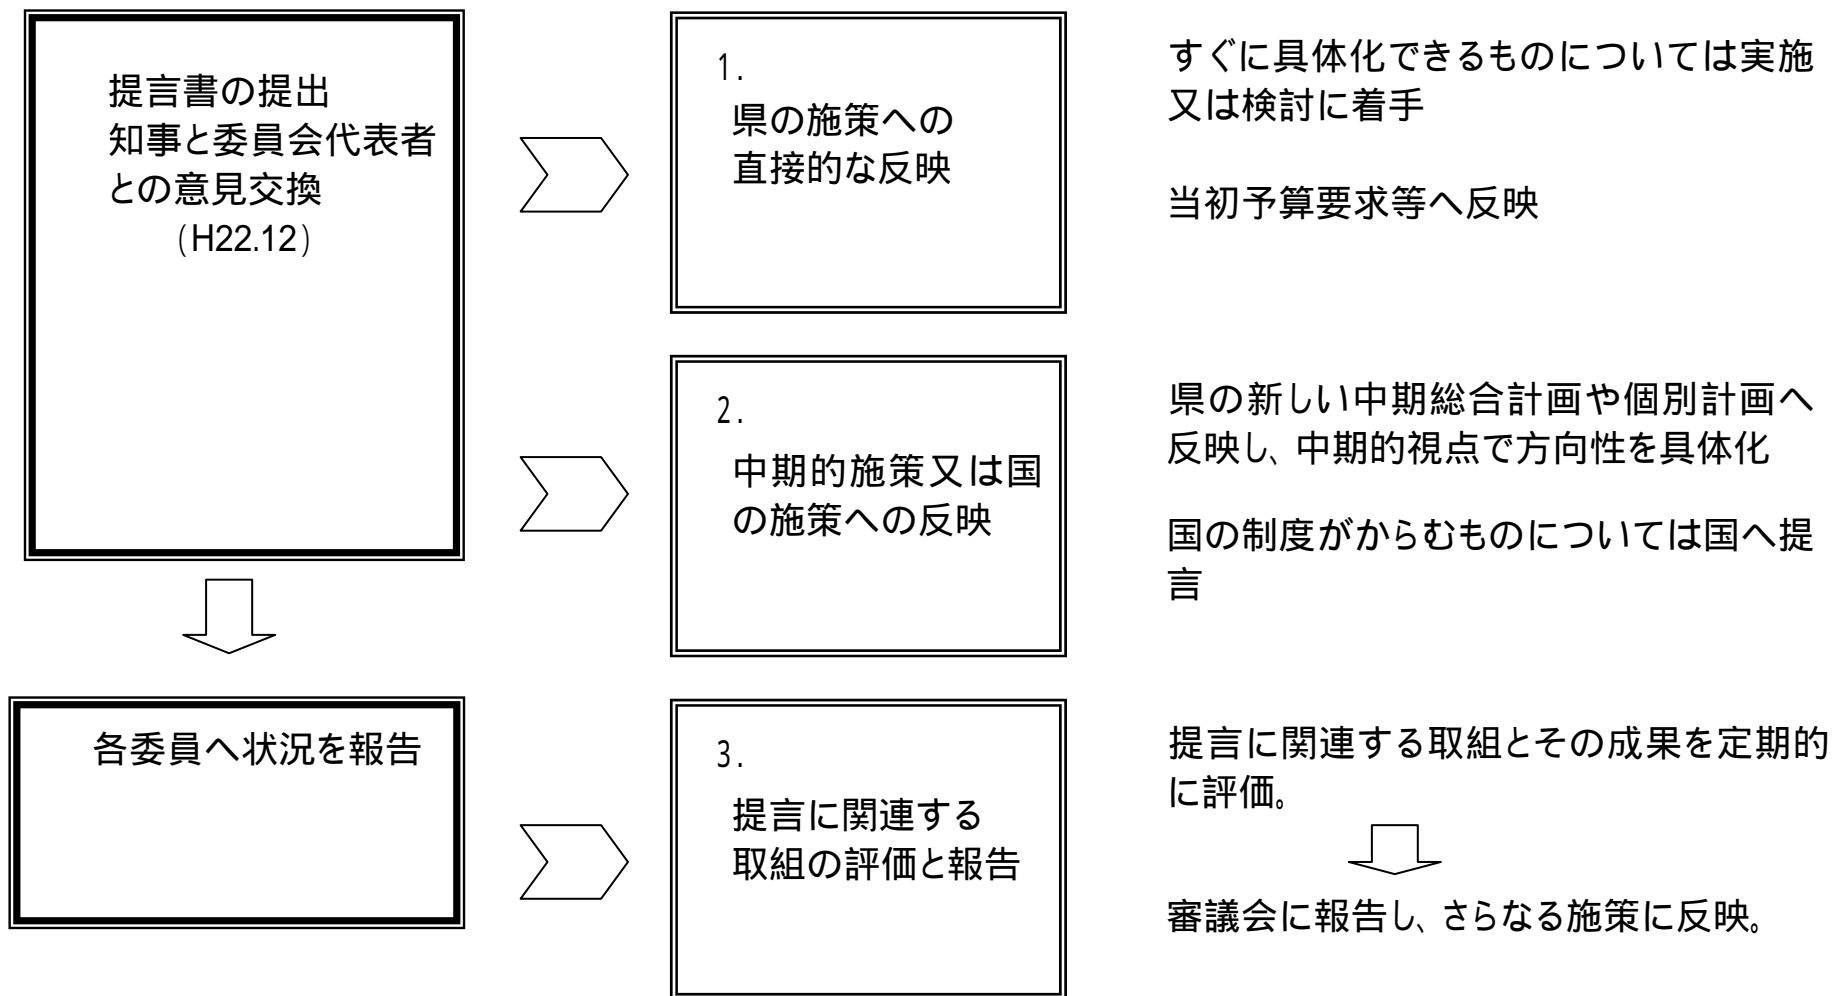 提言書の提出
知事と委員会代表者
との意見交換
(H22.12)
1.
県の施策への
直接的な反映
すぐに具体化できるものについては実施
又は検討に着手
当初予算要求等へ反映
2.
中期的施策又は国
の施策への反映
県の新しい中期総合計画や個別計画へ
反映し、中期的視点で方向性を具体化
国の制度がからむものについては国へ提
言
各委員へ状況を報告
3.
提言に関連する
取組の評価と報告
提言に関連する取組とその成果を定期的
に評価。
審議会に報告し、さらなる施策に反映。